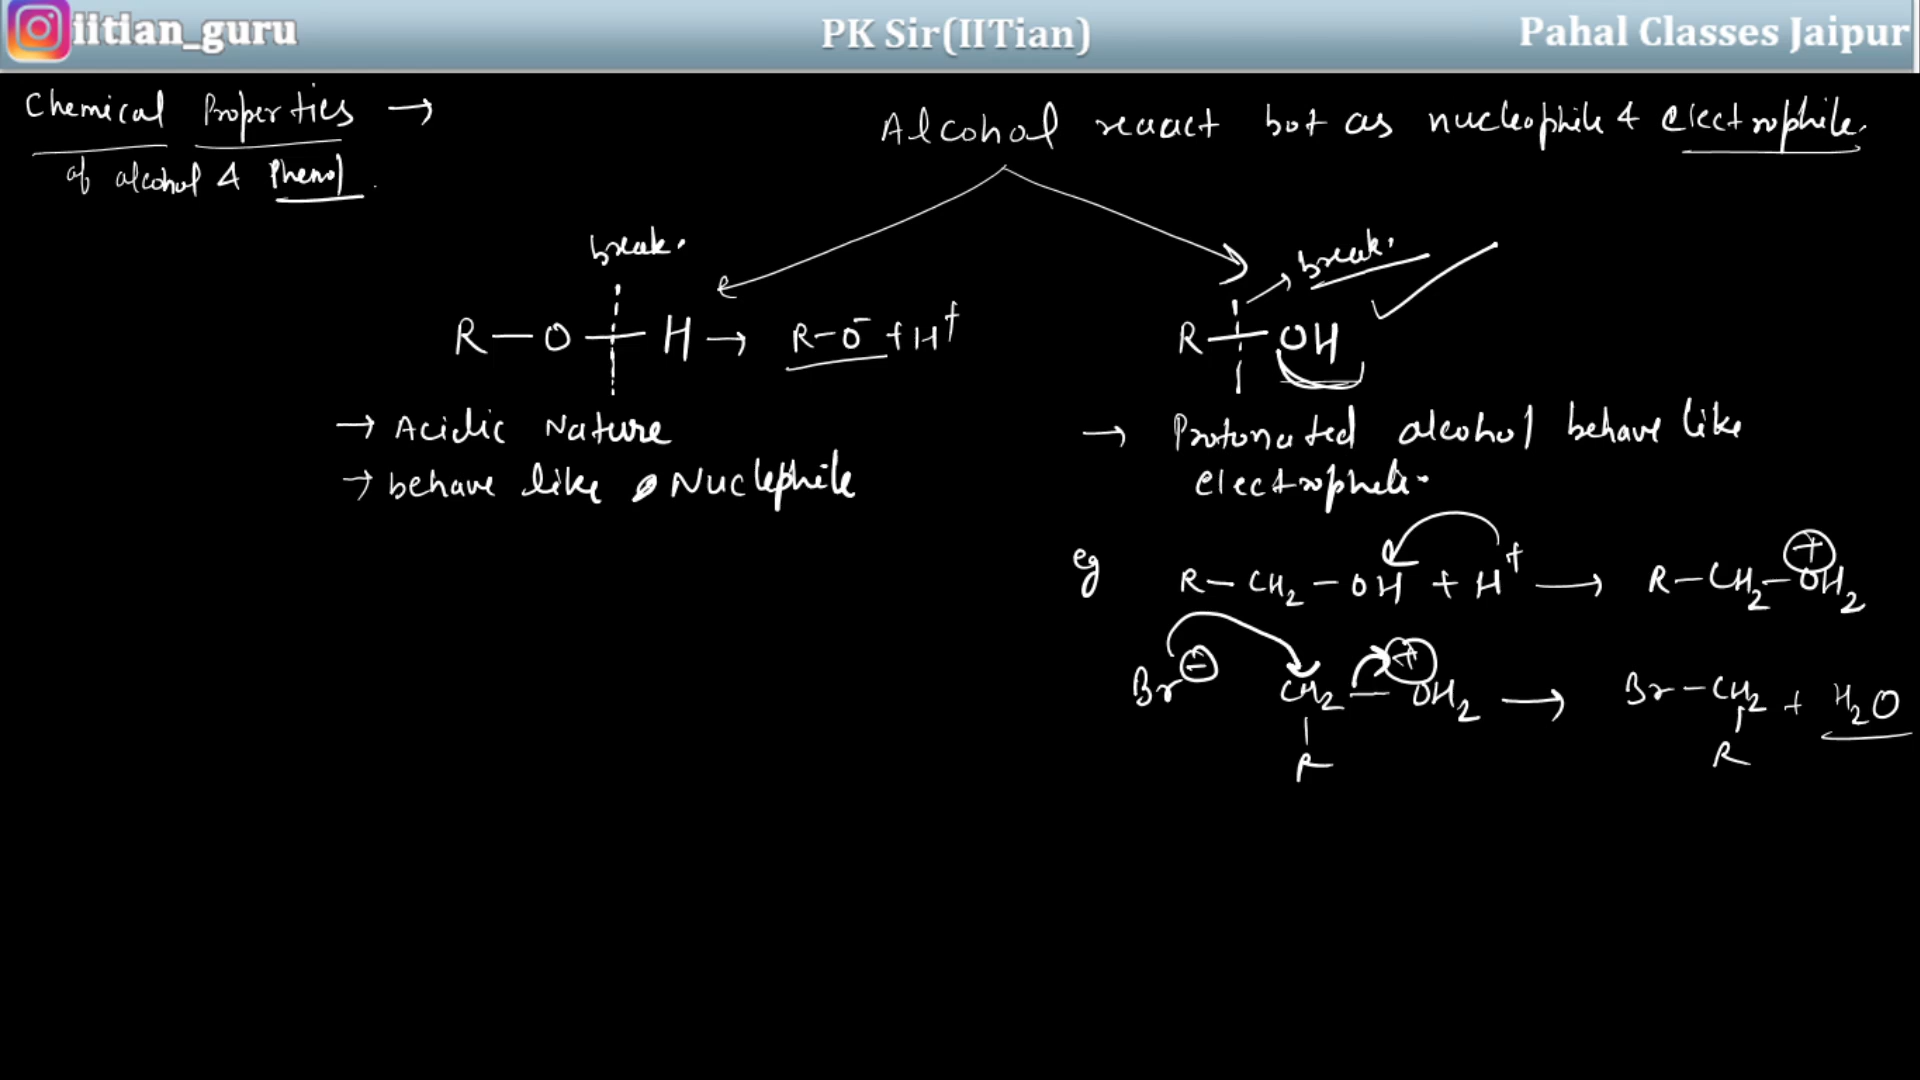 iitian_guru
PK Sir(IITian)
Pahal Classes Jaipur
Chemical Properties →
of alcohol & Phenol.
Alcohol reaact bot as nucleophile & electrophile.
break.
R — O — H → R-O⁻ + H⁺
→ Acidic Nature
→ behave like Nuclephile
break.
R — OH
→ Protonated alcohol behave like
electrophile.
eg R — CH₂ — OH + H⁺ → R — CH₂ — OH₂ ⊕
Br ⊖ CH₂ — OH₂ ⊕ → Br — CH₂ + H₂O
R R